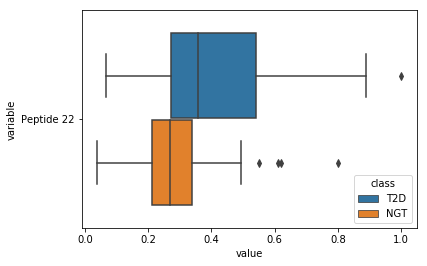 variable
Peptide 22
class
T2D
NGT
0.0 0.2 0.4 0.6 0.8 1.0
value